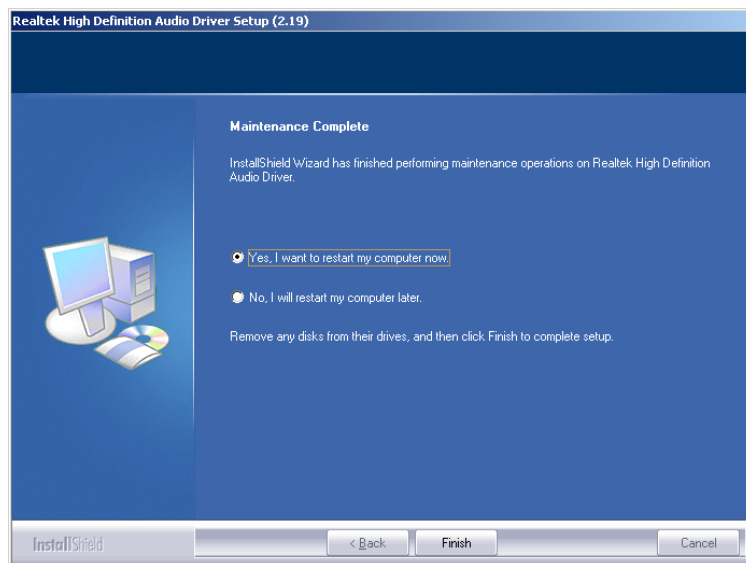 Realtek High Definition Audio Driver Setup (2.19)
Maintenance Complete
InstallShield Wizard has finished performing maintenance operations on Realtek High Definition
Audio Driver.
Yes, I want to restart my computer now.
No, I will restart my computer later.
Remove any disks from their drives, and then click Finish to complete setup.
InstallShield
< Back
Finish
Cancel